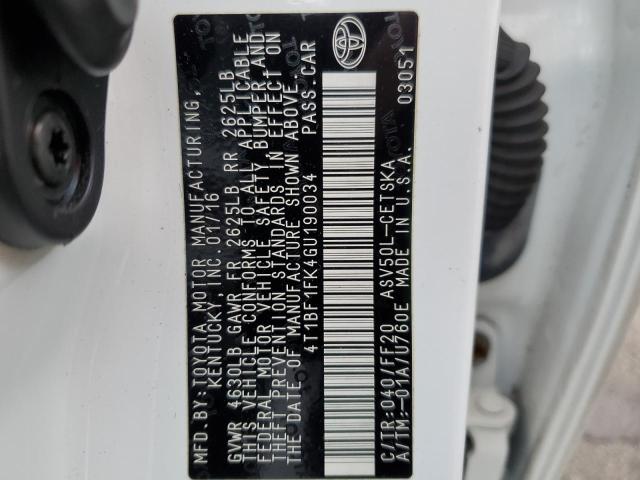 MFD. BY: TOYOTA MOTOR MANUFACTURING,
KENTUCKY, INC. 01/16
GVWR 4630LB GAWR FR 2625LB RR 2625LB
THIS VEHICLE CONFORMS TO ALL APPLICABLE
FEDERAL MOTOR VEHICLE SAFETY, BUMPER AND
THEFT PREVENTION STANDARDS IN EFFECT ON
THE DATE OF MANUFACTURE SHOWN ABOVE.
4T1BF1FK4GU190034 PASS.CAR
C/TR:040/FF20 ASV50L-CETSKA
A/TM:-01A/U760E MADE IN U.S.A. 03051